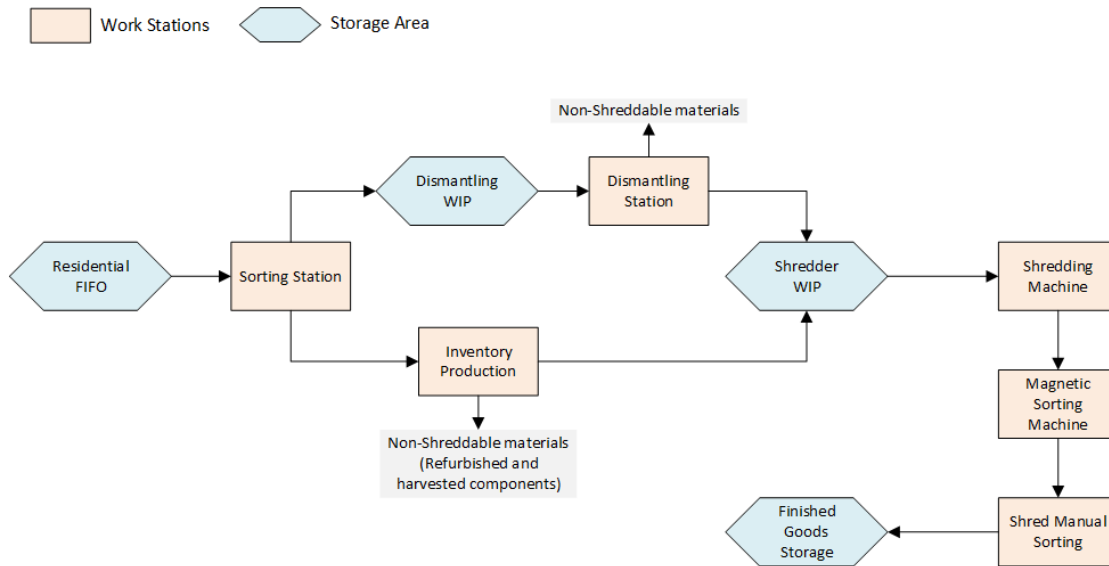 Work Stations
Storage Area
Non-Shreddable materials
Dismantling
WIP
Dismantling
Station
Residential
FIFO
Sorting Station
Shredder
WIP
Shredding
Machine
Inventory
Production
Magnetic
Sorting
Machine
Non-Shreddable materials
(Refurbished and
harvested components)
Finished
Goods
Storage
Shred Manual
Sorting